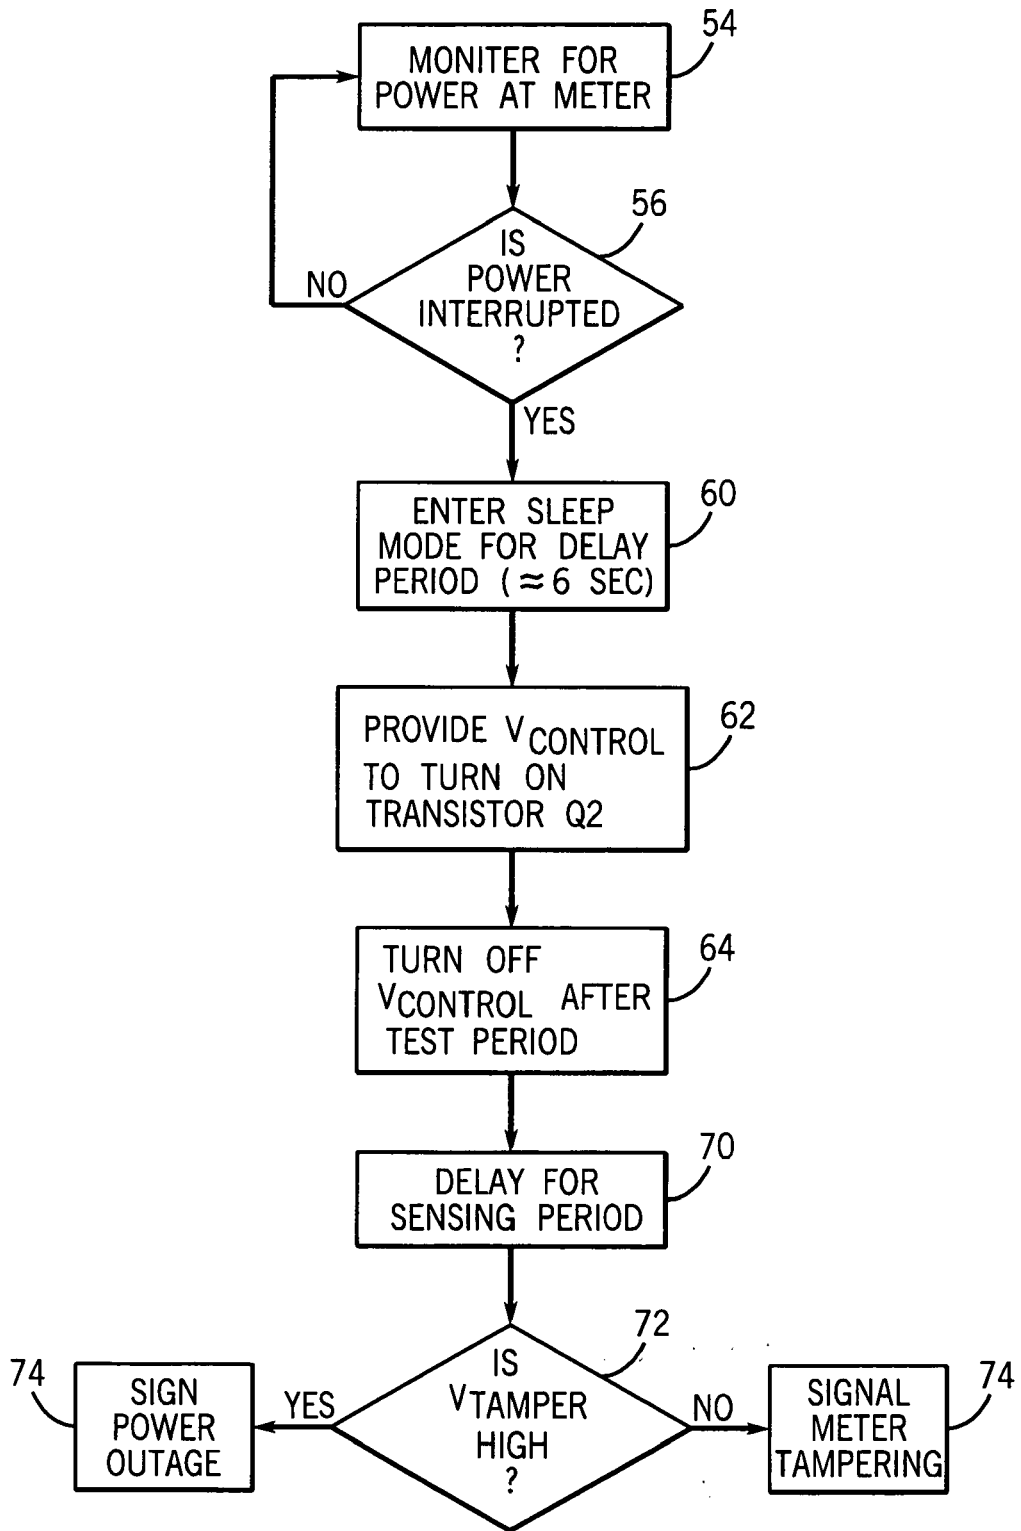 54
MONITER FOR
POWER AT METER
56
IS
POWER
INTERRUPTED
?
NO
YES
60
ENTER SLEEP
MODE FOR DELAY
PERIOD (≈6 SEC)
62
PROVIDE VCONTROL
TO TURN ON
TRANSISTOR Q2
64
TURN OFF
VCONTROL AFTER
TEST PERIOD
70
DELAY FOR
SENSING PERIOD
72
IS
VTAMPER
HIGH
?
YES
NO
74
SIGN
POWER
OUTAGE
74
SIGNAL
METER
TAMPERING